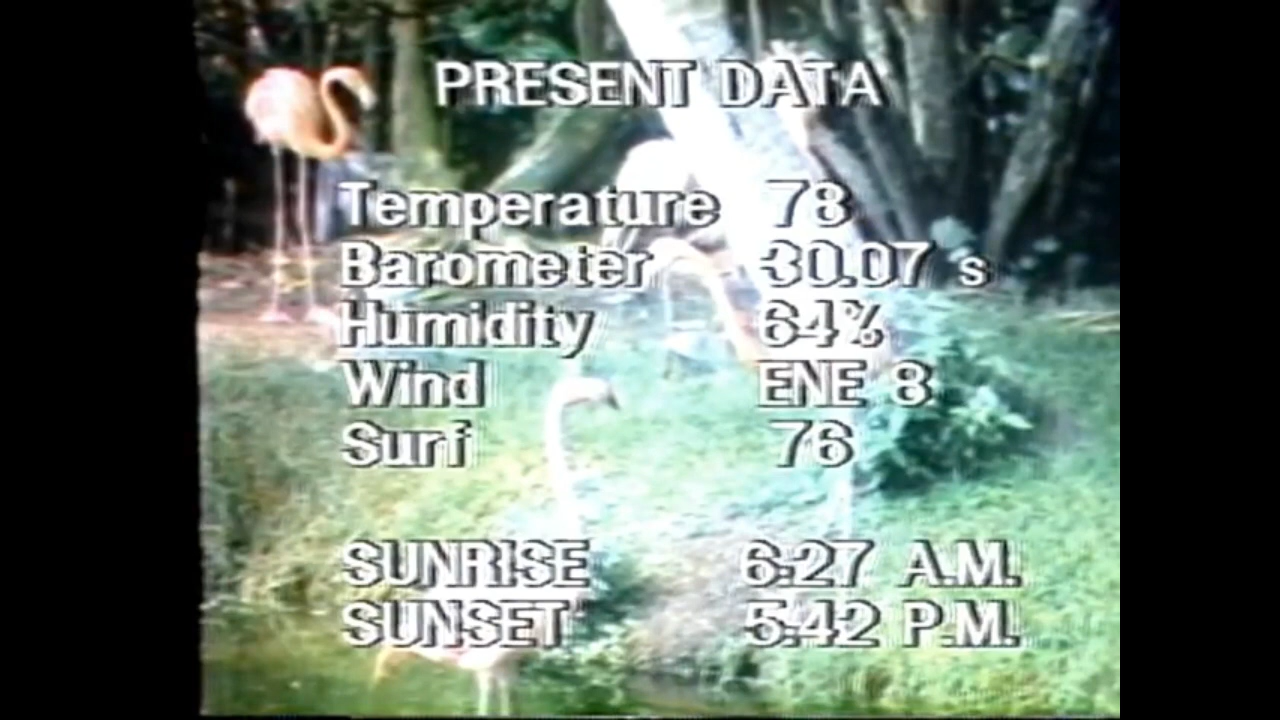 PRESENT DATA
Temperature 78
Barometer 30.07 s
Humidity 64%
Wind ENE 8
Surf 76
SUNRISE 6:27 A.M.
SUNSET 5:42 P.M.